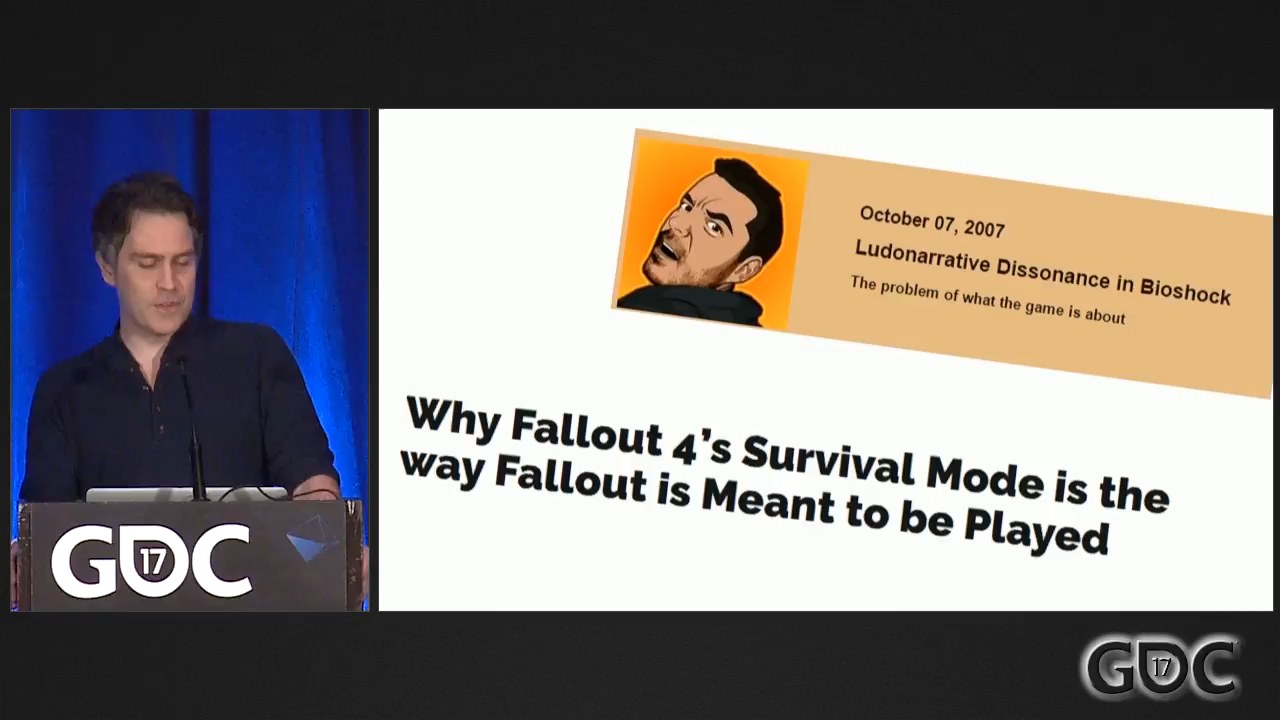 October 07, 2007
Ludonarrative Dissonance in Bioshock
The problem of what the game is about
Why Fallout 4's Survival Mode is the
way Fallout is Meant to be Played
GDC
17
GDC
17